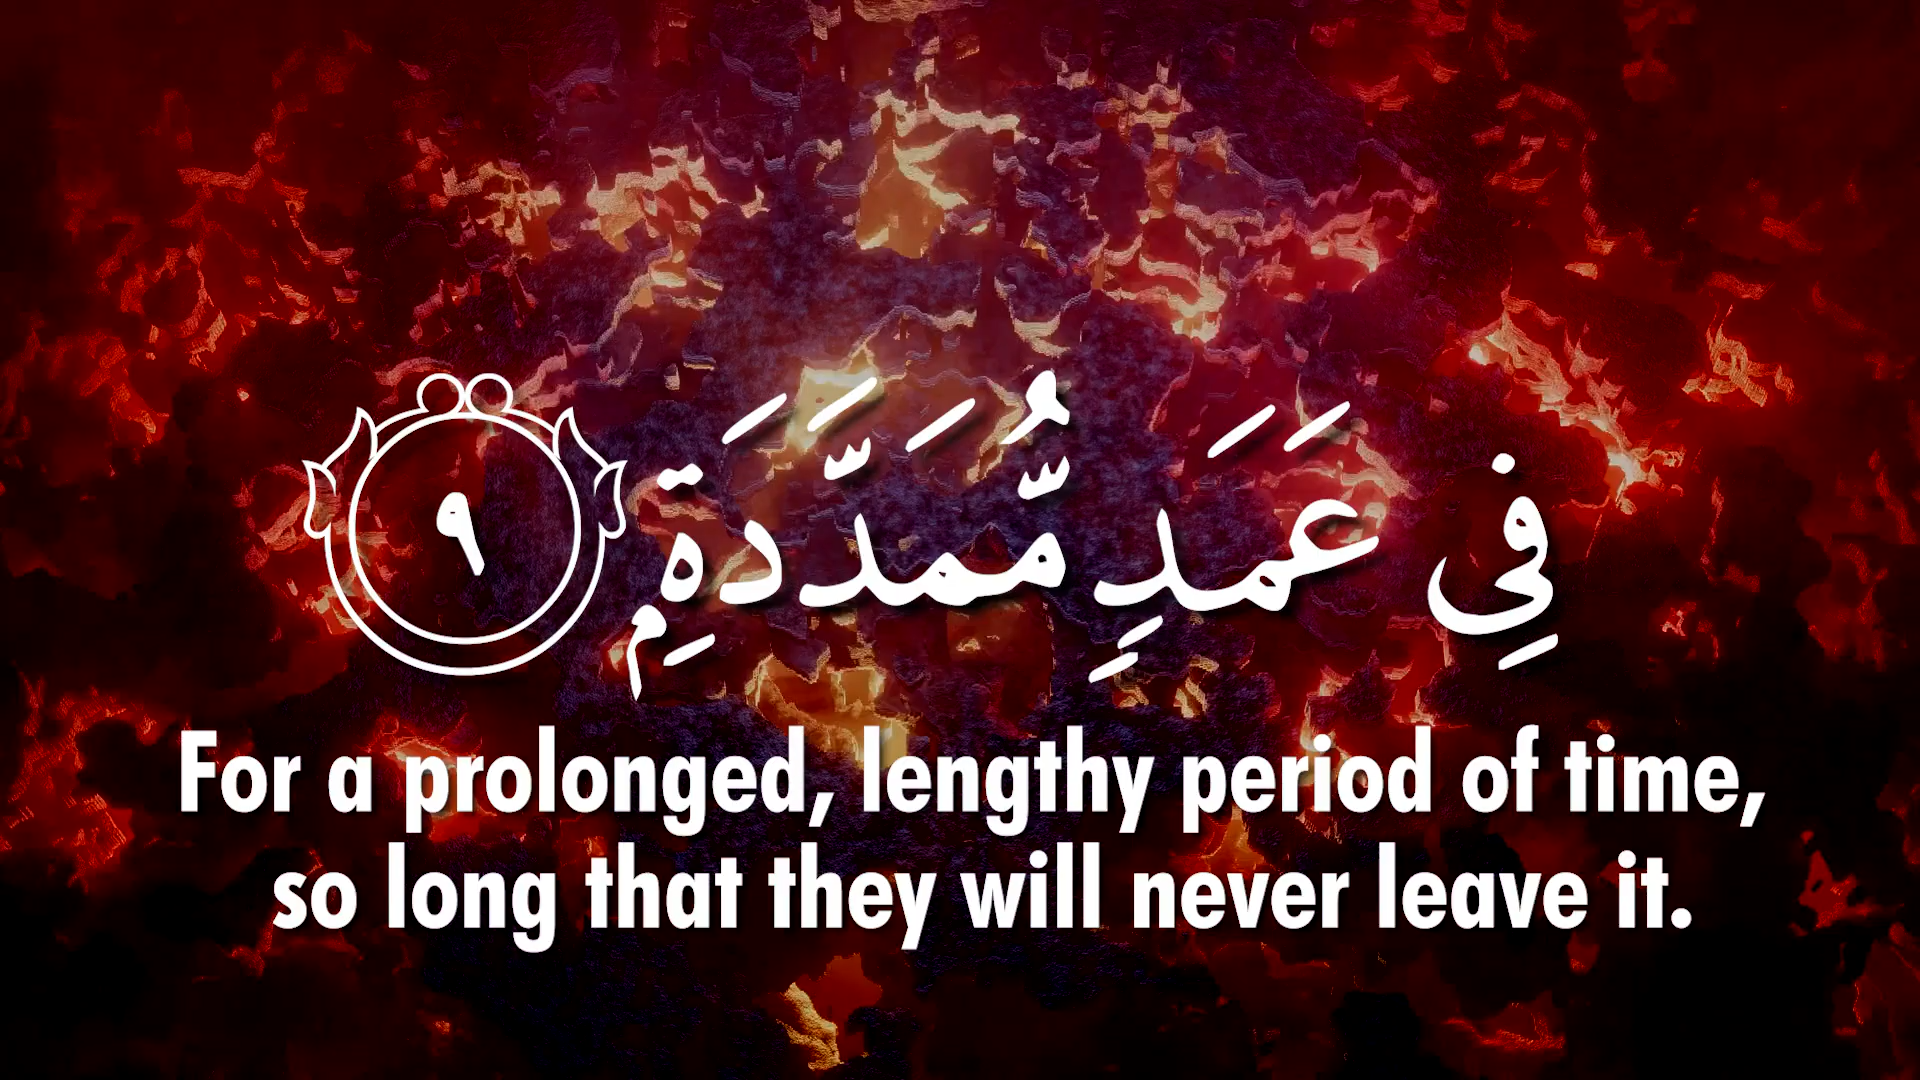 فِي عَمَدٍ مُّمَدَّدَةِۭ ٩
For a prolonged, lengthy period of time,
so long that they will never leave it.